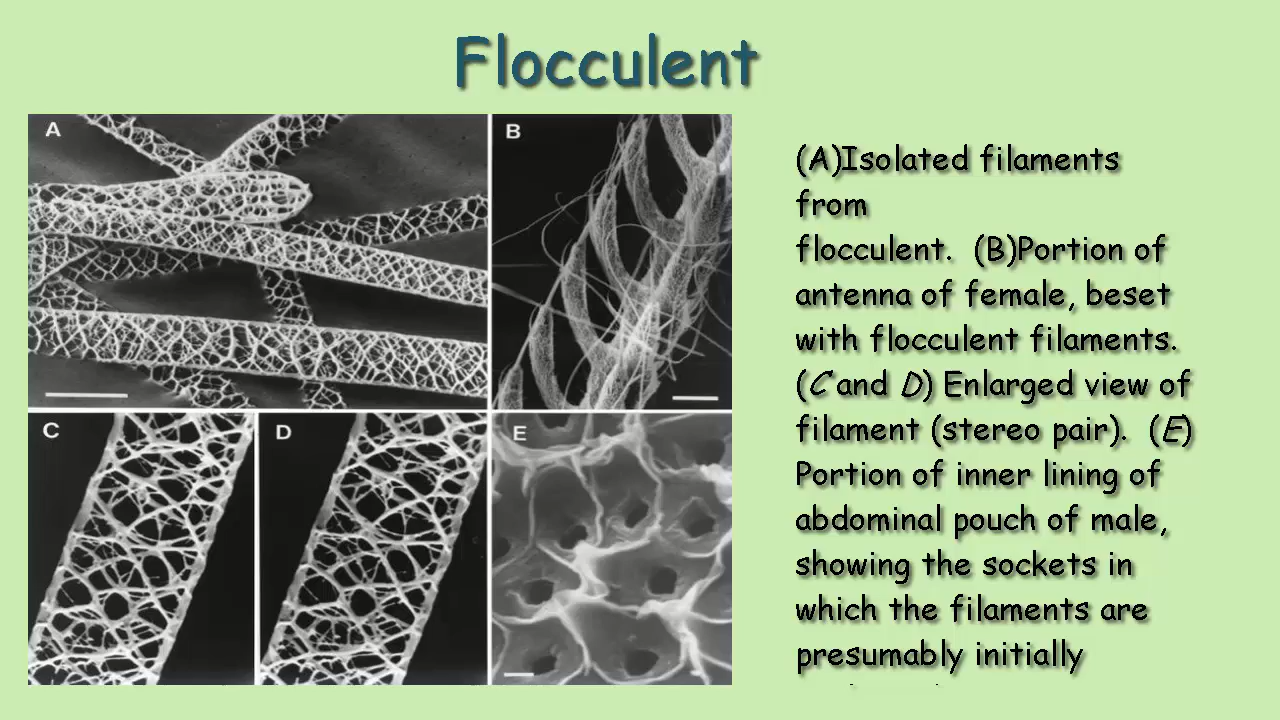 Flocculent
A
B
C
D
E
(A)Isolated filaments
from
flocculent. (B)Portion of
antenna of female, beset
with flocculent filaments.
(C and D) Enlarged view of
filament (stereo pair). (E)
Portion of inner lining of
abdominal pouch of male,
showing the sockets in
which the filaments are
presumably initially